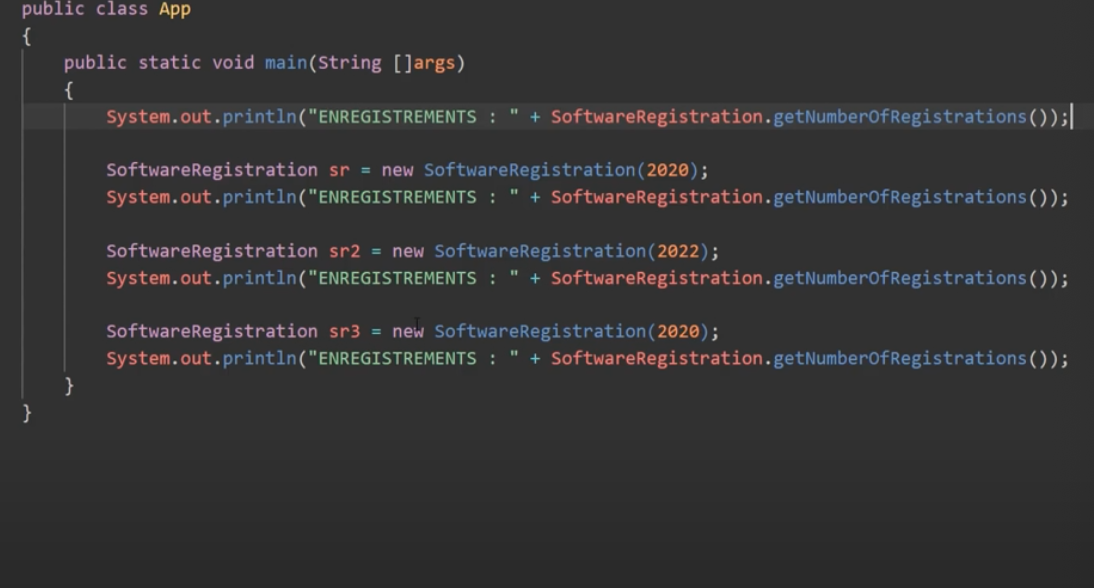 public class App
{
public static void main(String []args)
{
System.out.println("ENREGISTREMENTS : " + SoftwareRegistration.getNumberOfRegistrations());
SoftwareRegistration sr = new SoftwareRegistration(2020);
System.out.println("ENREGISTREMENTS : " + SoftwareRegistration.getNumberOfRegistrations());
SoftwareRegistration sr2 = new SoftwareRegistration(2022);
System.out.println("ENREGISTREMENTS : " + SoftwareRegistration.getNumberOfRegistrations());
SoftwareRegistration sr3 = new SoftwareRegistration(2020);
System.out.println("ENREGISTREMENTS : " + SoftwareRegistration.getNumberOfRegistrations());
}
}